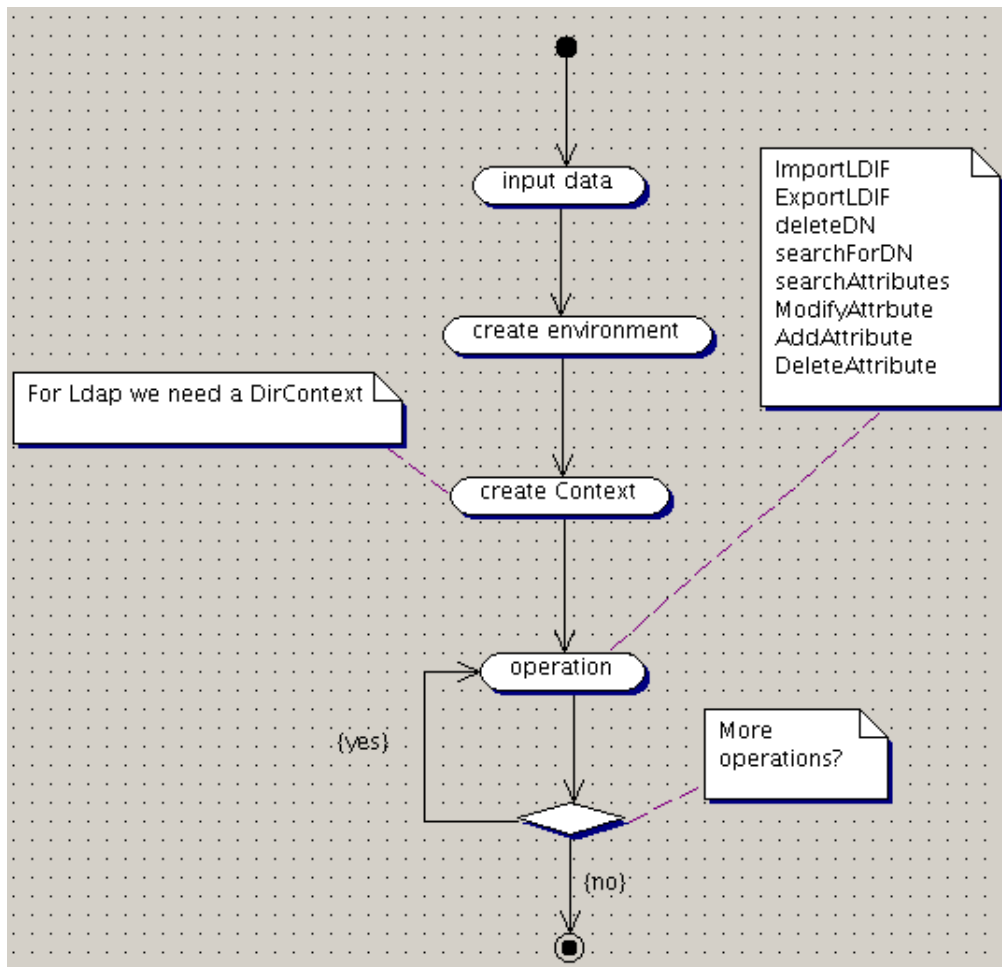 input data
ImportLDIF
ExportLDIF
deleteDN
searchForDN
searchAttributes
ModifyAttrbute
AddAttribute
DeleteAttribute
create environment
For Ldap we need a DirContext
create Context
operation
{yes}
More
operations?
{no}